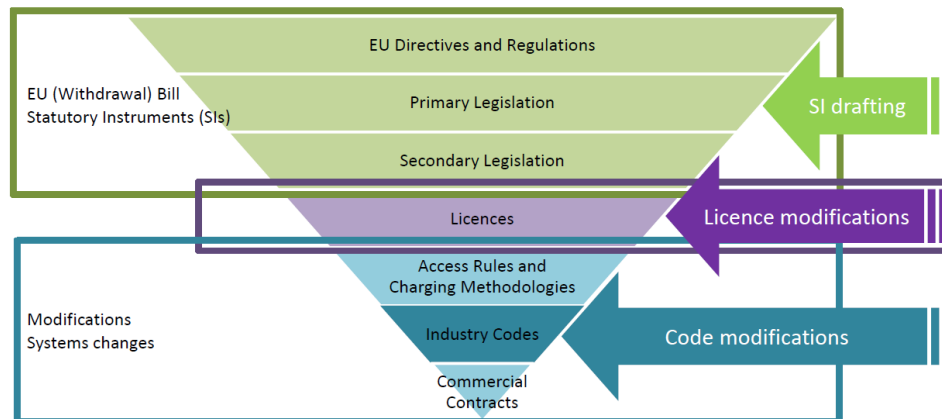 EU Directives and Regulations
EU (Withdrawal) Bill
Statutory Instruments (SIs)
Primary Legislation
SI drafting
Secondary Legislation
Licences
Licence modifications
Access Rules and
Charging Methodologies
Modifications
Systems changes
Industry Codes
Code modifications
Commercial
Contracts